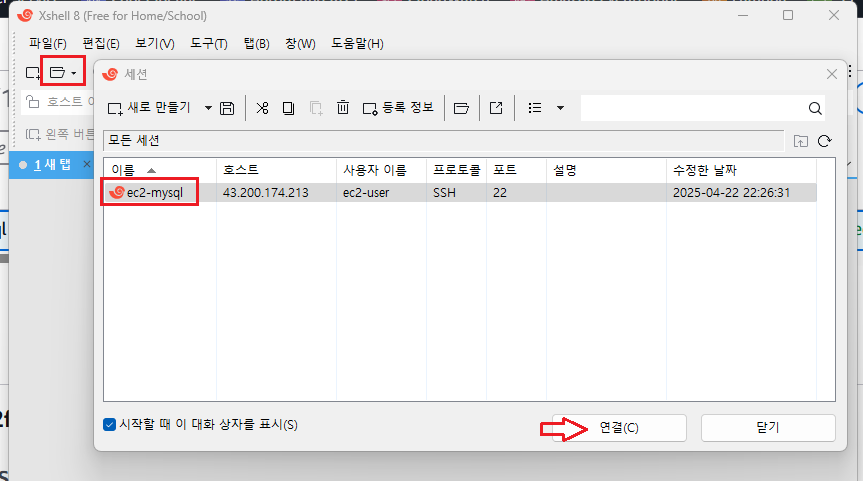 Xshell 8 (Free for Home/School)
파일(F) 편집(E) 보기(V) 도구(T) 탭(B) 창(W) 도움말(H)
세션
호스트
새로 만들기 등록 정보
왼쪽 버튼
모든 세션
1 새 탭
이름 호스트 사용자 이름 프로토콜 포트 설명 수정한 날짜
ec2-mysql 43.200.174.213 ec2-user SSH 22 2025-04-22 22:26:31
시작할 때 이 대화 상자를 표시(S)
연결(C) 닫기